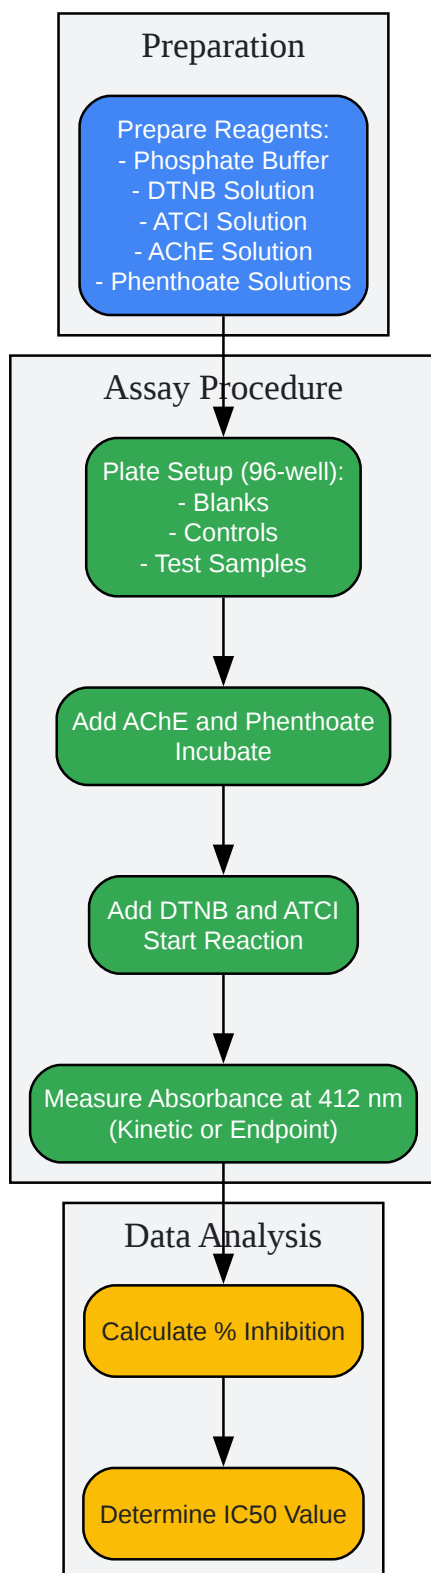 Preparation
Prepare Reagents:
- Phosphate Buffer
- DTNB Solution
- ATCI Solution
- AChE Solution
- Phenthoate Solutions
Assay Procedure
Plate Setup (96-well):
- Blanks
- Controls
- Test Samples
Add AChE and Phenthoate
Incubate
Add DTNB and ATCI
Start Reaction
Measure Absorbance at 412 nm
(Kinetic or Endpoint)
Data Analysis
Calculate % Inhibition
Determine IC50 Value